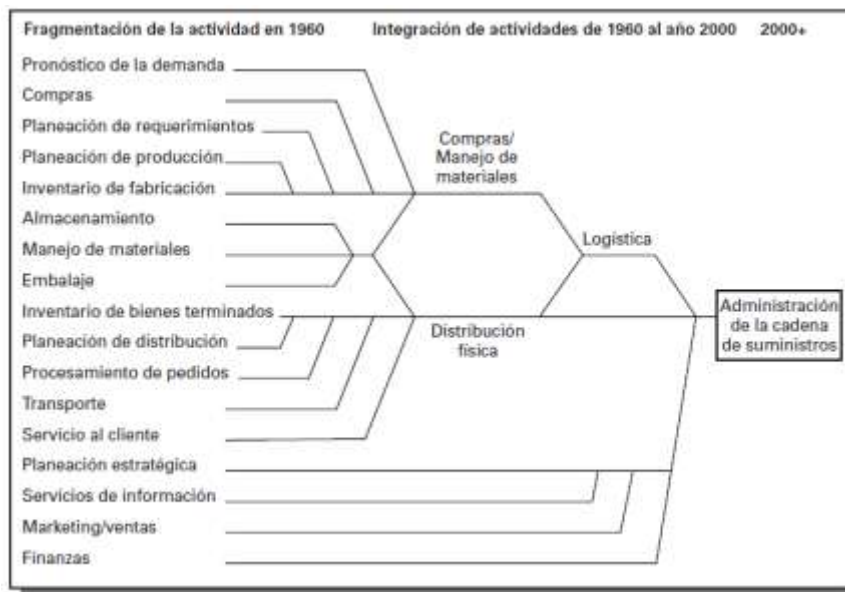 Fragmentación de la actividad en 1960 Integración de actividades de 1960 al año 2000 2000+
Pronóstico de la demanda
Compras
Planeación de requerimientos
Planeación de producción
Inventario de fabricación
Almacenamiento
Manejo de materiales
Embalaje
Inventario de bienes terminados
Planeación de distribución
Procesamiento de pedidos
Transporte
Servicio al cliente
Planeación estratégica
Servicios de información
Marketing/ventas
Finanzas
Compras/
Manejo de
materiales
Distribución
física
Logística
Administración
de la cadena
de suministros